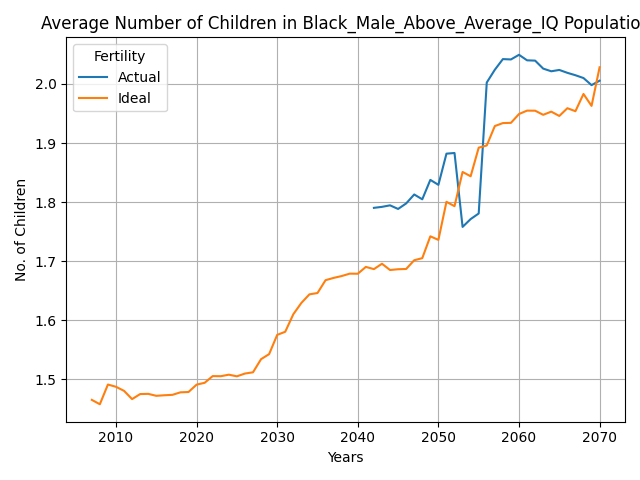 Average Number of Children in Black_Male_Above_Average_IQ Populatio
Fertility
Actual
Ideal
2.0
1.9
1.8
1.7
1.6
1.5
No. of Children
2010 2020 2030 2040 2050 2060 2070
Years